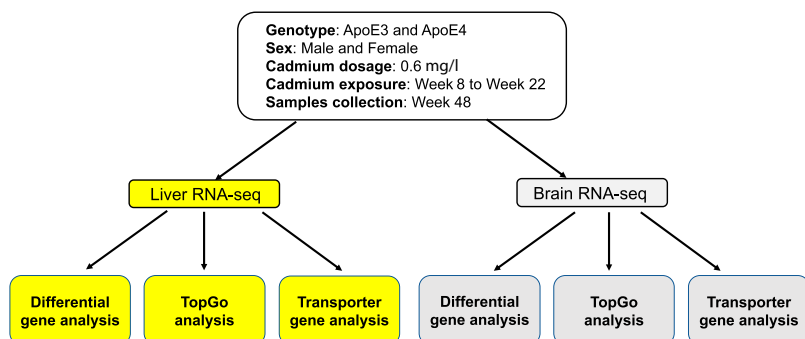 Genotype: ApoE3 and ApoE4
Sex: Male and Female
Cadmium dosage: 0.6 mg/l
Cadmium exposure: Week 8 to Week 22
Samples collection: Week 48
Liver RNA-seq
Brain RNA-seq
Differential
gene analysis
TopGo
analysis
Transporter
gene analysis
Differential
gene analysis
TopGo
analysis
Transporter
gene analysis